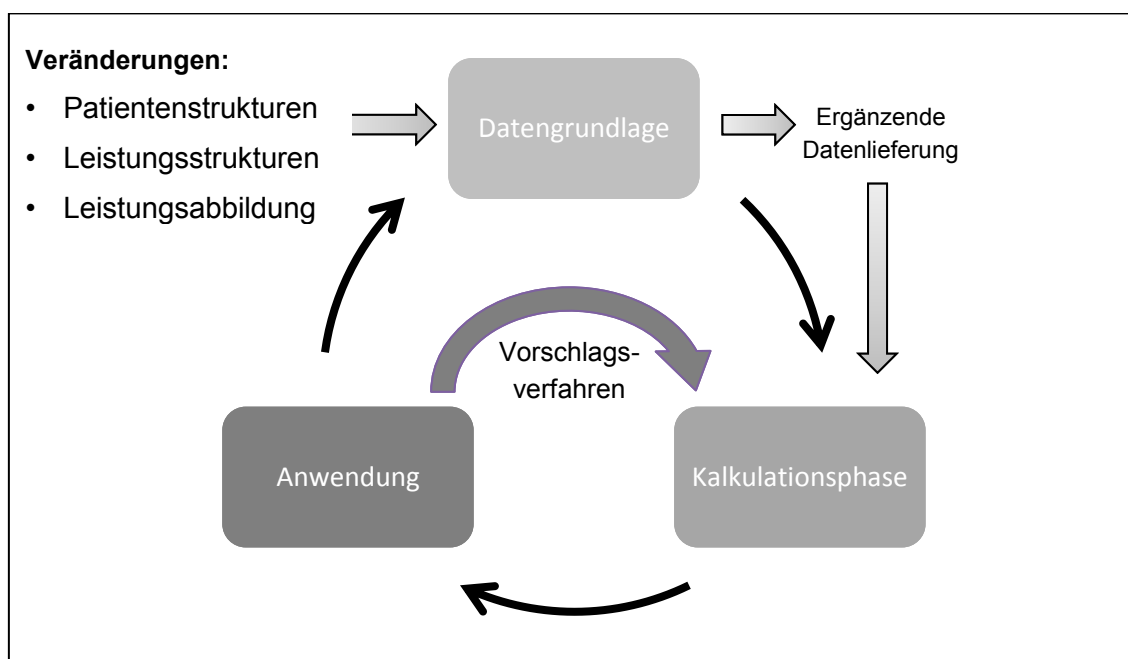 Veränderungen:
• Patientenstrukturen
• Leistungsstrukturen
• Leistungsabbildung
Datengrundlage
Ergänzende
Datenlieferung
Vorschlags-
verfahren
Anwendung
Kalkulationsphase